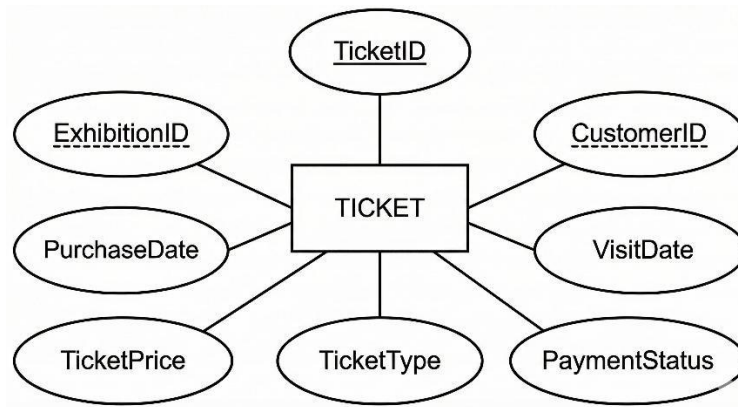 TicketID
ExhibitionID
CustomerID
TICKET
PurchaseDate
VisitDate
TicketPrice
TicketType
PaymentStatus